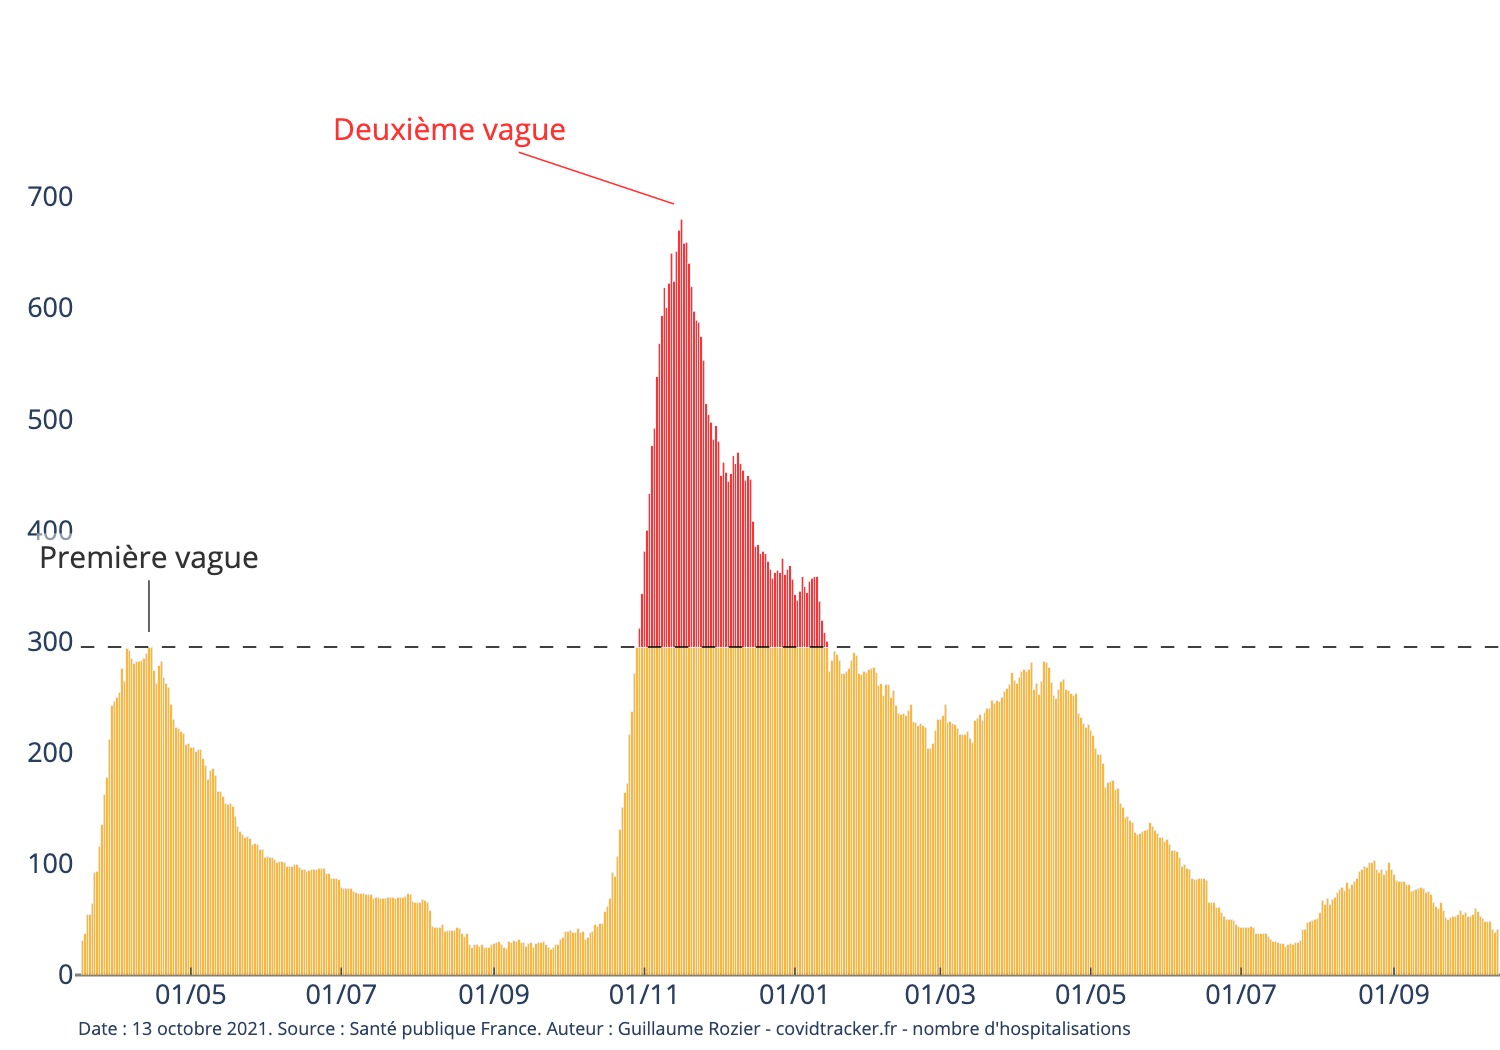 Deuxième vague
700
600
500
400
Première vague
300
200
100
0
01/05 01/07 01/09 01/11 01/01 01/03 01/05 01/07 01/09
Date : 13 octobre 2021. Source : Santé publique France. Auteur : Guillaume Rozier - covidtracker.fr - nombre d'hospitalisations